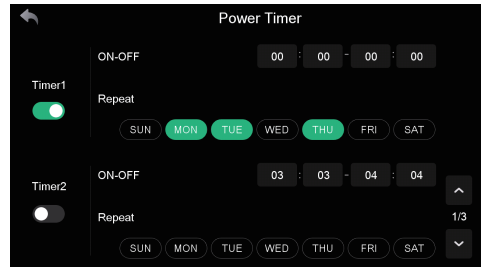 Power Timer
ON-OFF 00 : 00 - 00 : 00
Timer1
Repeat
SUN MON TUE WED THU FRI SAT
ON-OFF 03 : 03 - 04 : 04
Timer2
Repeat 1/3
SUN MON TUE WED THU FRI SAT